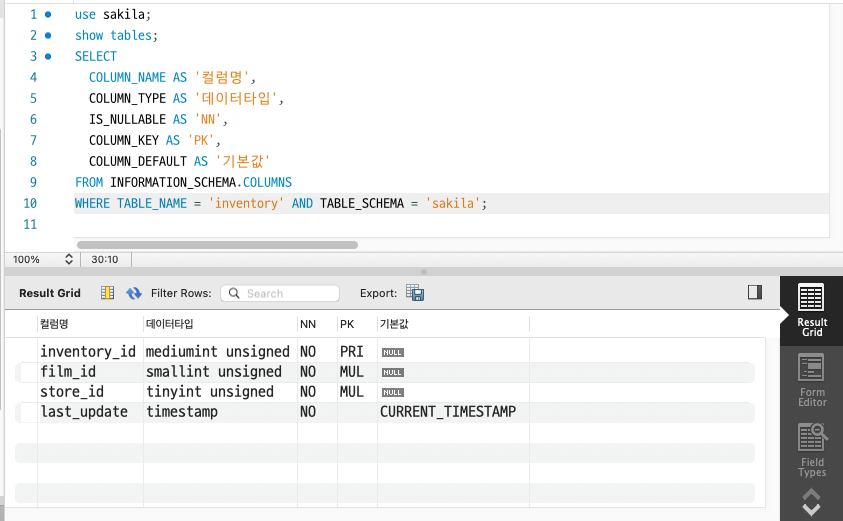 1 use sakila;
2 show tables;
3 SELECT
4 COLUMN_NAME AS '컬럼명',
5 COLUMN_TYPE AS '데이터타입',
6 IS_NULLABLE AS 'NN',
7 COLUMN_KEY AS 'PK',
8 COLUMN_DEFAULT AS '기본값'
9 FROM INFORMATION_SCHEMA.COLUMNS
10 WHERE TABLE_NAME = 'inventory' AND TABLE_SCHEMA = 'sakila';
11
100% 30:10
Result Grid Filter Rows: Search Export:
컬럼명 데이터타입 NN PK 기본값
inventory_id mediumint unsigned NO PRI NULL
film_id smallint unsigned NO MUL NULL
store_id tinyint unsigned NO MUL NULL
last_update timestamp NO CURRENT_TIMESTAMP
Result
Grid
Form
Editor
Field
Types